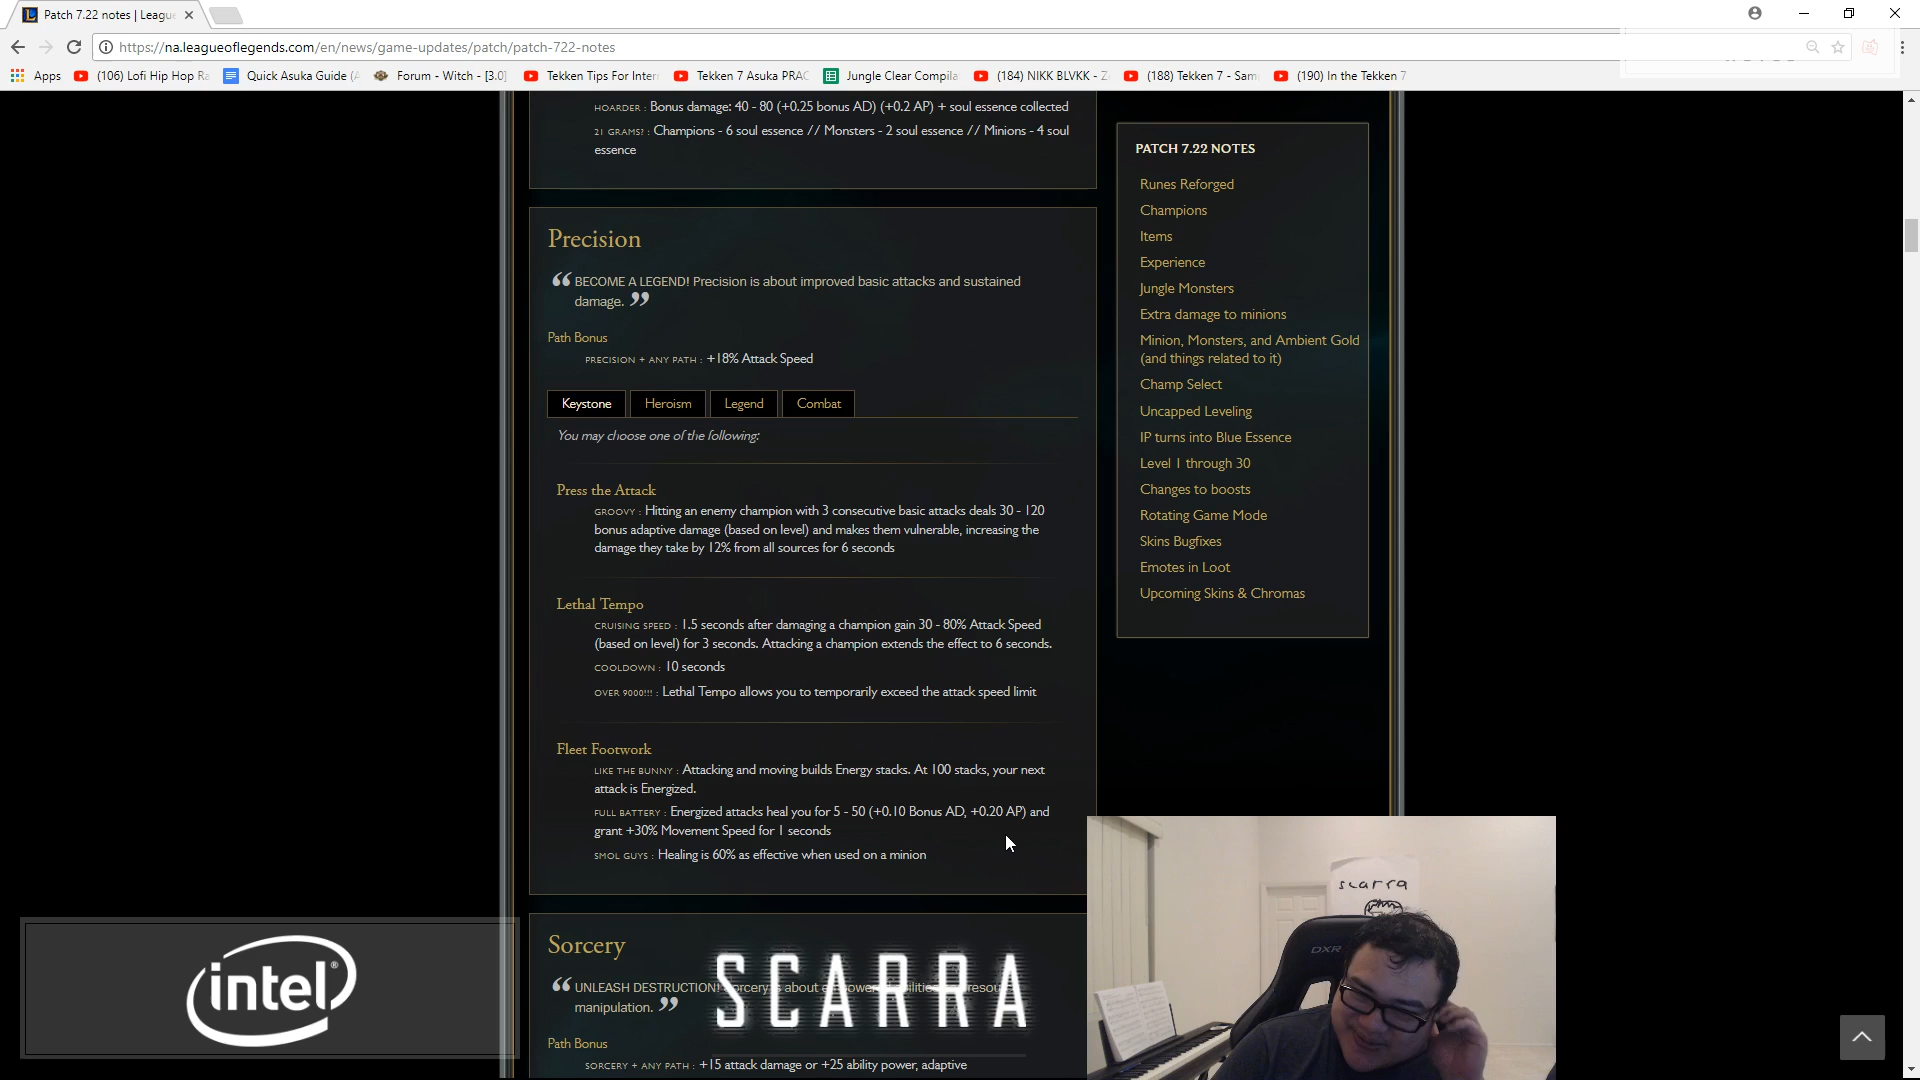 Patch 7.22 notes | Leagu
https://na.leagueoflegends.com/en/news/game-updates/patch/patch-722-notes
Apps
(106) Lofi Hip Hop Ra
Quick Asuka Guide (A
Forum - Witch - [3.0]
Tekken Tips For Inter
Tekken 7 Asuka PRAC
Jungle Clear Compila
(184) NIKK BLVKK - Z
(188) Tekken 7 - Sam
(190) In the Tekken 7
HOARDER : Bonus damage: 40 - 80 (+0.25 bonus AD) (+0.2 AP) + soul essence collected
21 GRAMS? : Champions - 6 soul essence // Monsters - 2 soul essence // Minions - 4 soul
essence
Precision
“ BECOME A LEGEND! Precision is about improved basic attacks and sustained
damage. ”
Path Bonus
PRECISION + ANY PATH : +18% Attack Speed
Keystone
Heroism
Legend
Combat
You may choose one of the following:
Press the Attack
GROOVY : Hitting an enemy champion with 3 consecutive basic attacks deals 30 - 120
bonus adaptive damage (based on level) and makes them vulnerable, increasing the
damage they take by 12% from all sources for 6 seconds
Lethal Tempo
CRUISING SPEED : 1.5 seconds after damaging a champion gain 30 - 80% Attack Speed
(based on level) for 3 seconds. Attacking a champion extends the effect to 6 seconds.
COOLDOWN : 10 seconds
OVER 9000!!! : Lethal Tempo allows you to temporarily exceed the attack speed limit
Fleet Footwork
LIKE THE BUNNY : Attacking and moving builds Energy stacks. At 100 stacks, your next
attack is Energized.
FULL BATTERY : Energized attacks heal you for 5 - 50 (+0.10 Bonus AD, +0.20 AP) and
grant +30% Movement Speed for 1 seconds
SMOL GUYS : Healing is 60% as effective when used on a minion
Sorcery
“ UNLEASH DESTRUCTION! Sorcery is about
manipulation. ”
Path Bonus
SORCERY + ANY PATH : +15 attack damage or +25 ability power, adaptive
PATCH 7.22 NOTES
Runes Reforged
Champions
Items
Experience
Jungle Monsters
Extra damage to minions
Minion, Monsters, and Ambient Gold
(and things related to it)
Champ Select
Uncapped Leveling
IP turns into Blue Essence
Level 1 through 30
Changes to boosts
Rotating Game Mode
Skins Bugfixes
Emotes in Loot
Upcoming Skins & Chromas
intel®
SCARRA
scarra
DXR